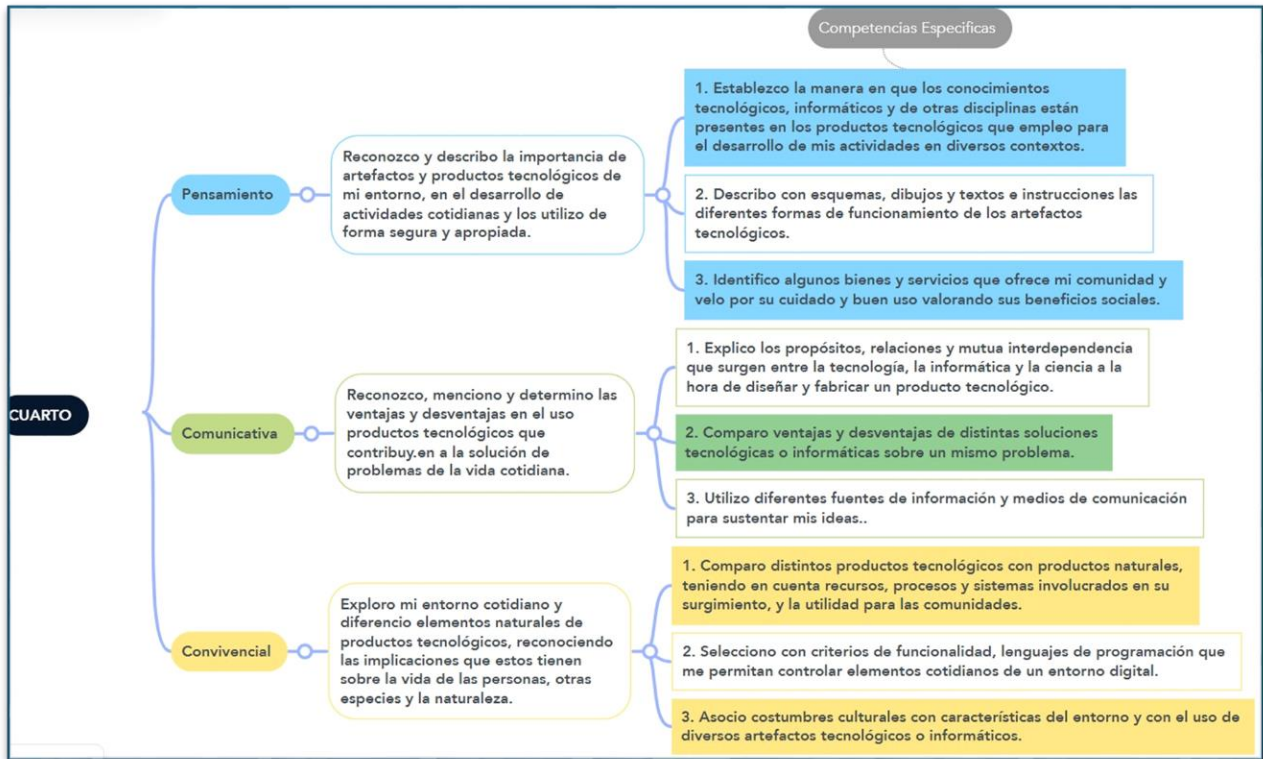 Competencias Especificas
1. Establezco la manera en que los conocimientos
tecnológicos, informáticos y de otras disciplinas están
presentes en los productos tecnológicos que empleo para
el desarrollo de mis actividades en diversos contextos.
Reconozco y describo la importancia de
artefactos y productos tecnológicos de
mi entorno, en el desarrollo de
actividades cotidianas y los utilizo de
forma segura y apropiada.
Pensamiento
2. Describo con esquemas, dibujos y textos e instrucciones las
diferentes formas de funcionamiento de los artefactos
tecnológicos.
3. Identifico algunos bienes y servicios que ofrece mi comunidad y
velo por su cuidado y buen uso valorando sus beneficios sociales.
1. Explico los propósitos, relaciones y mutua interdependencia
que surgen entre la tecnología, la informática y la ciencia a la
hora de diseñar y fabricar un producto tecnológico.
CUARTO
Comunicativa
Reconozco, menciono y determino las
ventajas y desventajas en el uso
productos tecnológicos que
contribuy.en a la solución de
problemas de la vida cotidiana.
2. Comparo ventajas y desventajas de distintas soluciones
tecnológicas o informáticas sobre un mismo problema.
3. Utilizo diferentes fuentes de información y medios de comunicación
para sustentar mis ideas..
1. Comparo distintos productos tecnológicos con productos naturales,
teniendo en cuenta recursos, procesos y sistemas involucrados en su
surgimiento, y la utilidad para las comunidades.
Exploro mi entorno cotidiano y
diferencio elementos naturales de
productos tecnológicos, reconociendo
las implicaciones que estos tienen
sobre la vida de las personas, otras
especies y la naturaleza.
Convivencial
2. Selecciono con criterios de funcionalidad, lenguajes de programación que
me permitan controlar elementos cotidianos de un entorno digital.
3. Asocio costumbres culturales con características del entorno y con el uso de
diversos artefactos tecnológicos o informáticos.